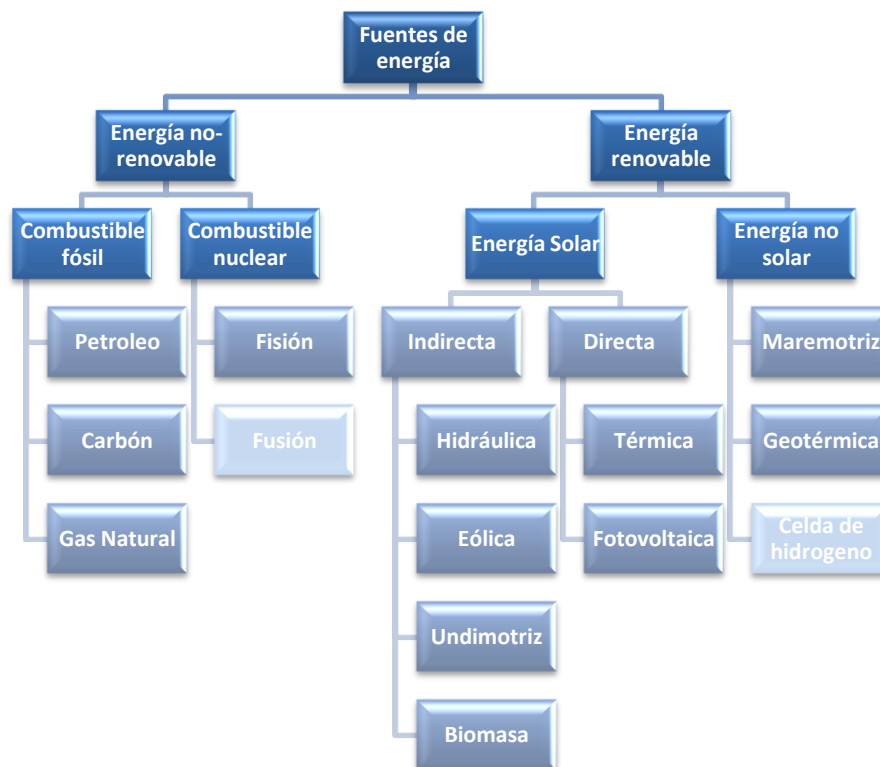 Fuentes de
energía
Energía no-
renovable
Energía
renovable
Combustible
fósil
Combustible
nuclear
Energía Solar
Energía no
solar
Petroleo
Fisión
Indirecta
Directa
Maremotriz
Carbón
Fusión
Hidráulica
Térmica
Geotérmica
Gas Natural
Eólica
Fotovoltaica
Celda de
hidrogeno
Undimotriz
Biomasa